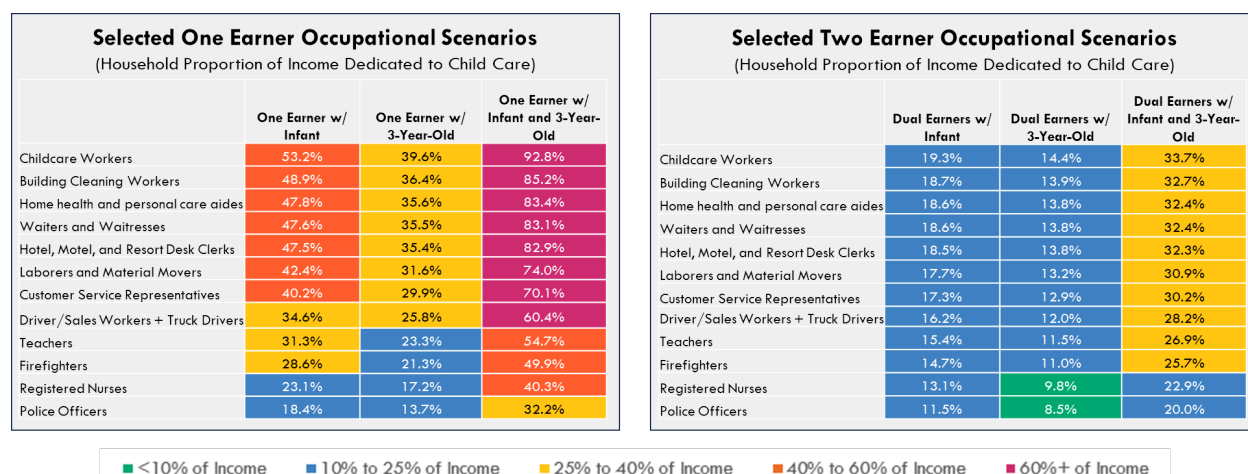 Selected One Earner Occupational Scenarios
(Household Proportion of Income Dedicated to Child Care)
One Earner w/ Infant
One Earner w/ 3-Year-Old
One Earner w/ Infant and 3-Year-Old
Childcare Workers 53.2% 39.6% 92.8%
Building Cleaning Workers 48.9% 36.4% 85.2%
Home health and personal care aides 47.8% 35.6% 83.4%
Waiters and Waitresses 47.6% 35.5% 83.1%
Hotel, Motel, and Resort Desk Clerks 47.5% 35.4% 82.9%
Laborers and Material Movers 42.4% 31.6% 74.0%
Customer Service Representatives 40.2% 29.9% 70.1%
Driver/Sales Workers + Truck Drivers 34.6% 25.8% 60.4%
Teachers 31.3% 23.3% 54.7%
Firefighters 28.6% 21.3% 49.9%
Registered Nurses 23.1% 17.2% 40.3%
Police Officers 18.4% 13.7% 32.2%
Selected Two Earner Occupational Scenarios
(Household Proportion of Income Dedicated to Child Care)
Dual Earners w/ Infant
Dual Earners w/ 3-Year-Old
Dual Earners w/ Infant and 3-Year-Old
Childcare Workers 19.3% 14.4% 33.7%
Building Cleaning Workers 18.7% 13.9% 32.7%
Home health and personal care aides 18.6% 13.8% 32.4%
Waiters and Waitresses 18.6% 13.8% 32.4%
Hotel, Motel, and Resort Desk Clerks 18.5% 13.8% 32.3%
Laborers and Material Movers 17.7% 13.2% 30.9%
Customer Service Representatives 17.3% 12.9% 30.2%
Driver/Sales Workers + Truck Drivers 16.2% 12.0% 28.2%
Teachers 15.4% 11.5% 26.9%
Firefighters 14.7% 11.0% 25.7%
Registered Nurses 13.1% 9.8% 22.9%
Police Officers 11.5% 8.5% 20.0%
<10% of Income 10% to 25% of Income 25% to 40% of Income 40% to 60% of Income 60%+ of Income